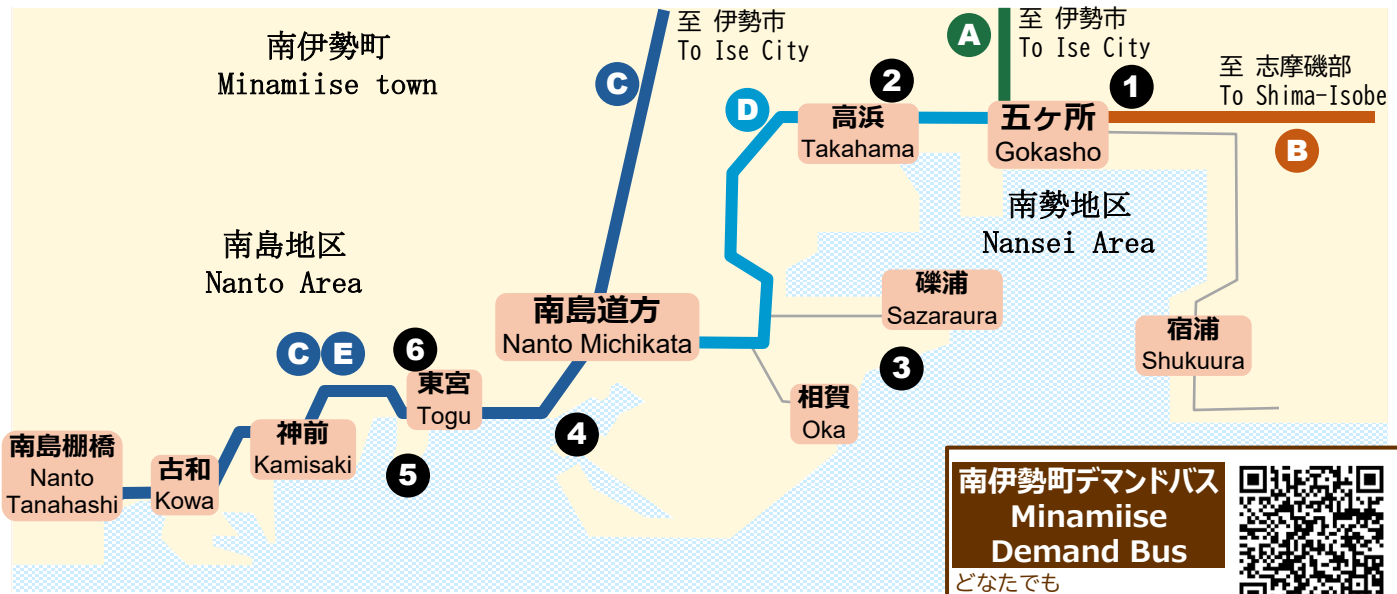 南伊勢町
Minamiise town
至 伊勢市
To Ise City
C
A
至 伊勢市
To Ise City
1
至 志摩磯部
To Shima-Isobe
B
2
D
高浜
Takahama
五ヶ所
Gokasho
南勢地区
Nansei Area
南島地区
Nanto Area
礫浦
Sazaraura
南島道方
Nanto Michikata
宿浦
Shukuura
3
相賀
Oka
C E
6
東宮
Togu
4
5
神前
Kamisaki
古和
Kowa
南島棚橋
Nanto
Tanahashi
南伊勢町デマンドバス
Minamiise
Demand Bus
どなたでも